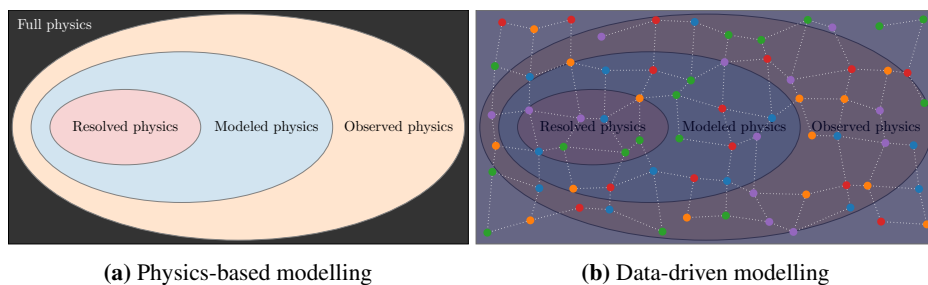 Full physics
Resolved physics Modeled physics Observed physics
Resolved physics Modeled physics Observed physics
(a) Physics-based modelling
(b) Data-driven modelling